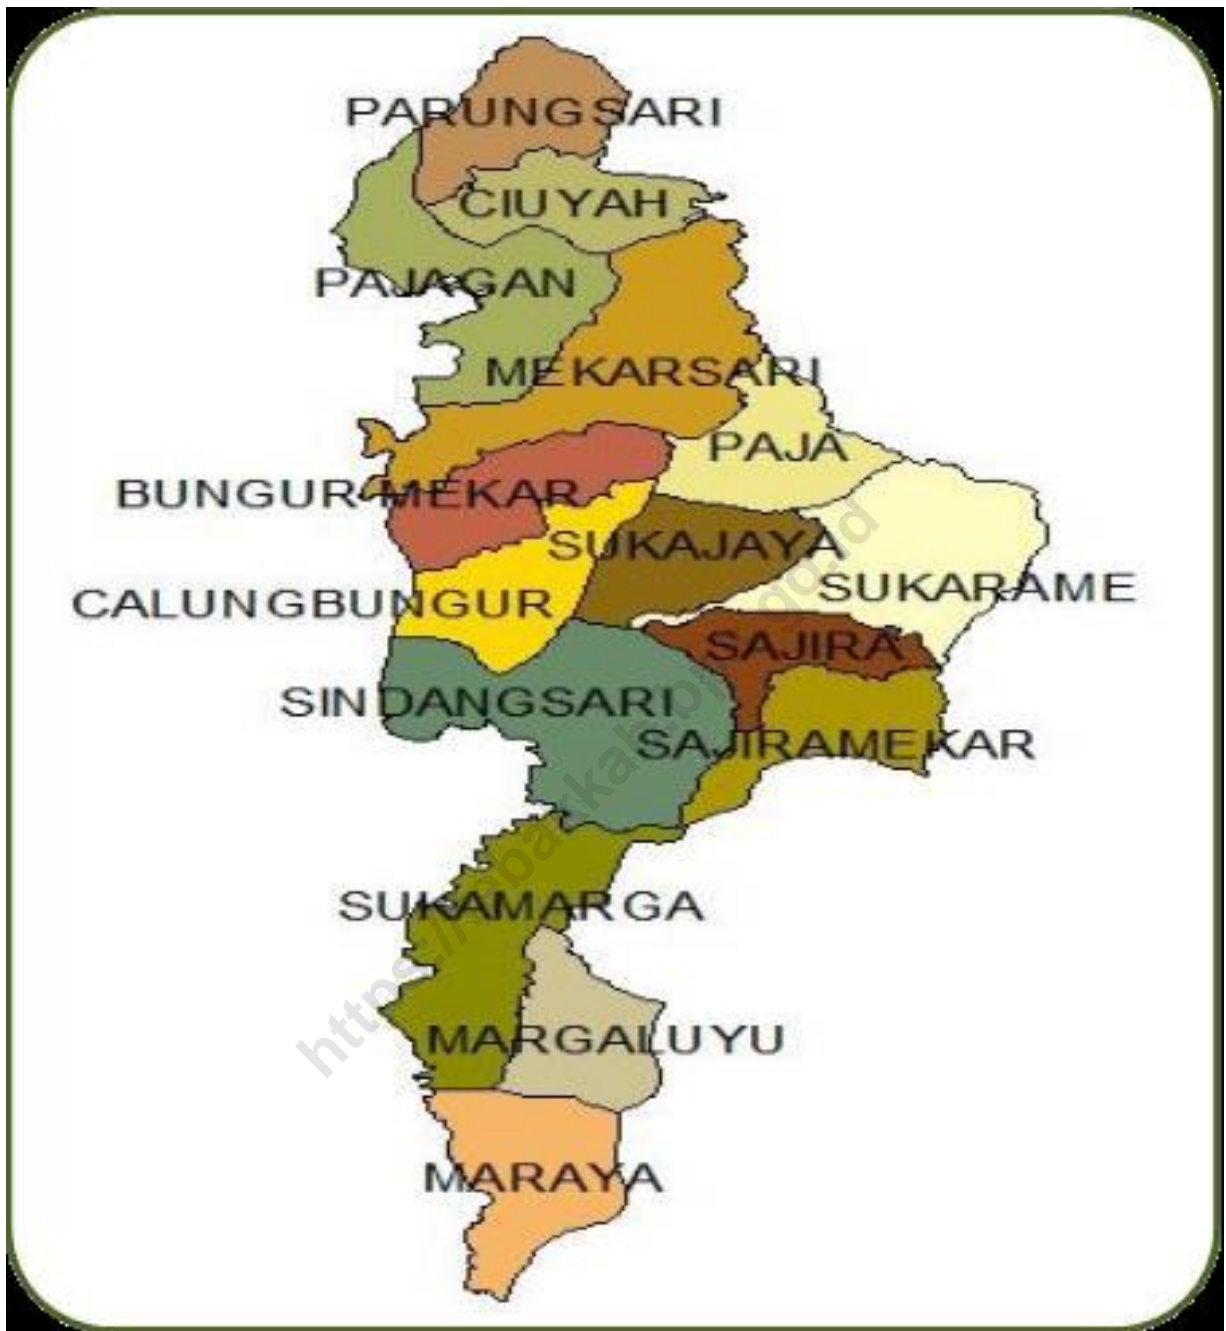 PARUNGSARI
CIUYAH
PAJAGAN
MEKARSARI
PAJA
BUNGUR MEKAR
SUKAJAYA
SUKARAME
CALUNGBUNGUR
SAJIRA
SINDANGSARI
SAJIRAMEKAR
SUKAMARGA
MARGALUYU
MARAYA